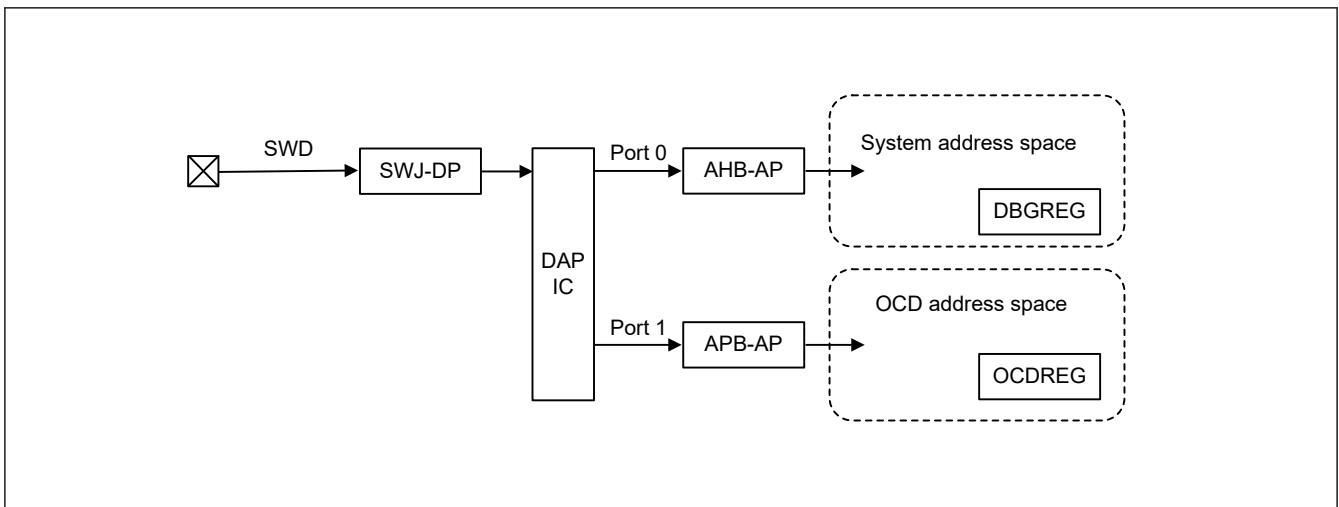 SWD
SWJ-DP
DAP
IC
Port 0
AHB-AP
System address space
DBGREG
Port 1
APB-AP
OCD address space
OCDREG